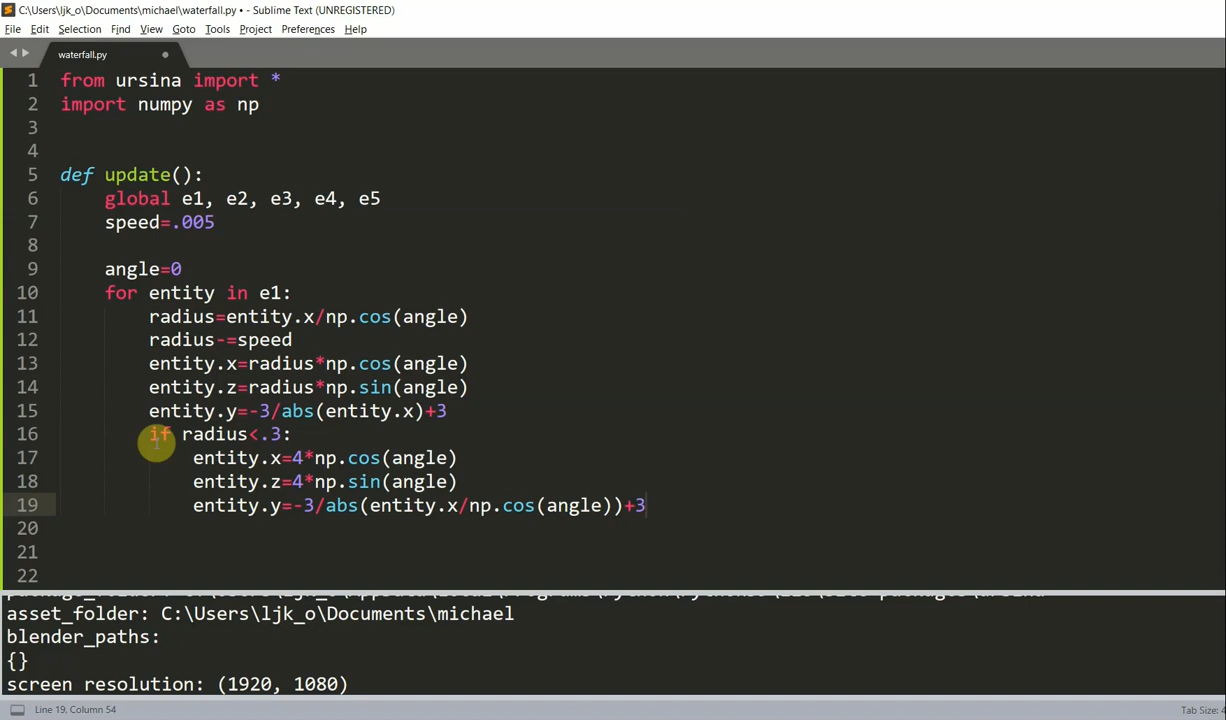 C:\Users\ljk_o\Documents\michael\waterfall.py • - Sublime Text (UNREGISTERED)
File Edit Selection Find View Goto Tools Project Preferences Help
waterfall.py
1 from ursina import *
2 import numpy as np
3
4
5 def update():
6 global e1, e2, e3, e4, e5
7 speed=.005
8
9 angle=0
10 for entity in e1:
11 radius=entity.x/np.cos(angle)
12 radius-=speed
13 entity.x=radius*np.cos(angle)
14 entity.z=radius*np.sin(angle)
15 entity.y=-3/abs(entity.x)+3
16 if radius<.3:
17 entity.x=4*np.cos(angle)
18 entity.z=4*np.sin(angle)
19 entity.y=-3/abs(entity.x/np.cos(angle))+3
20
21
22
asset_folder: C:\Users\ljk_o\Documents\michael
blender_paths:
{}
screen resolution: (1920, 1080)
Line 19, Column 54
Tab Size: 4